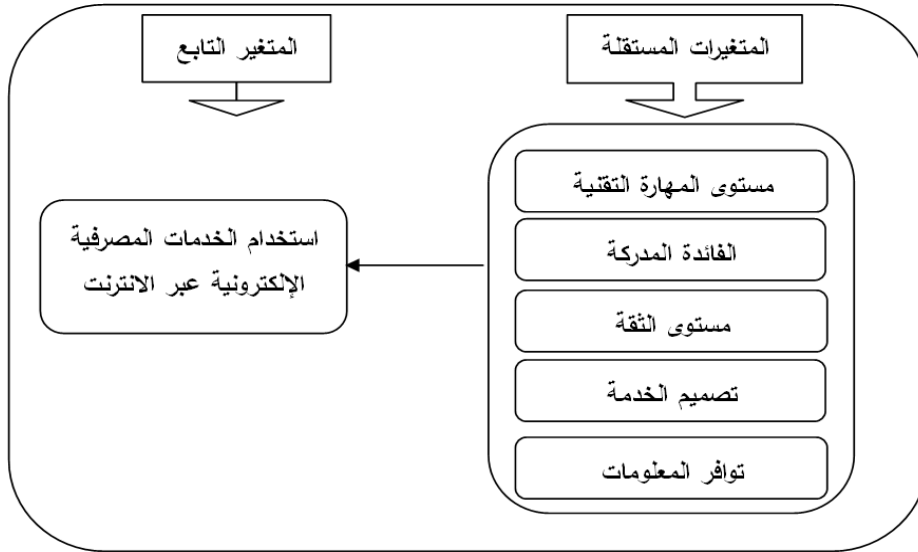 المتغيرات المستقلة
المتغير التابع
مستوى المهارة التقنية
الفائدة المدركة
مستوى الثقة
تصميم الخدمة
توافر المعلومات
استخدام الخدمات المصرفية
الإلكترونية عبر الانترنت